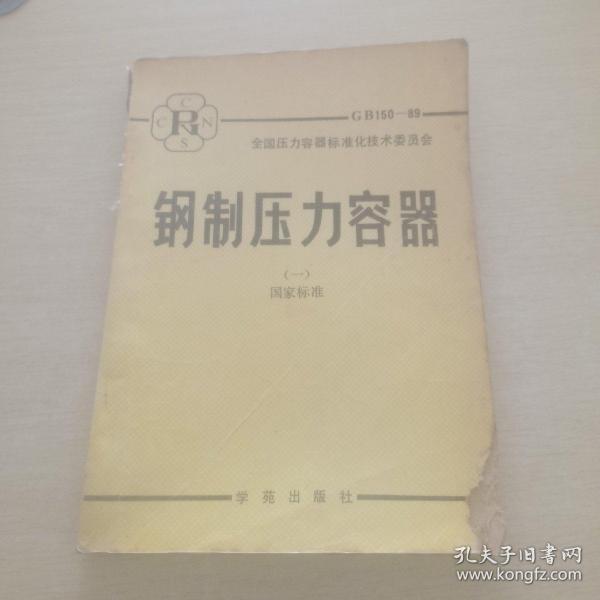 C
C R N
S
GB150-89
全国压力容器标准化技术委员会
钢制压力容器
(一)
国家标准
学苑出版社
孔夫子旧书网
www.kongfz.com